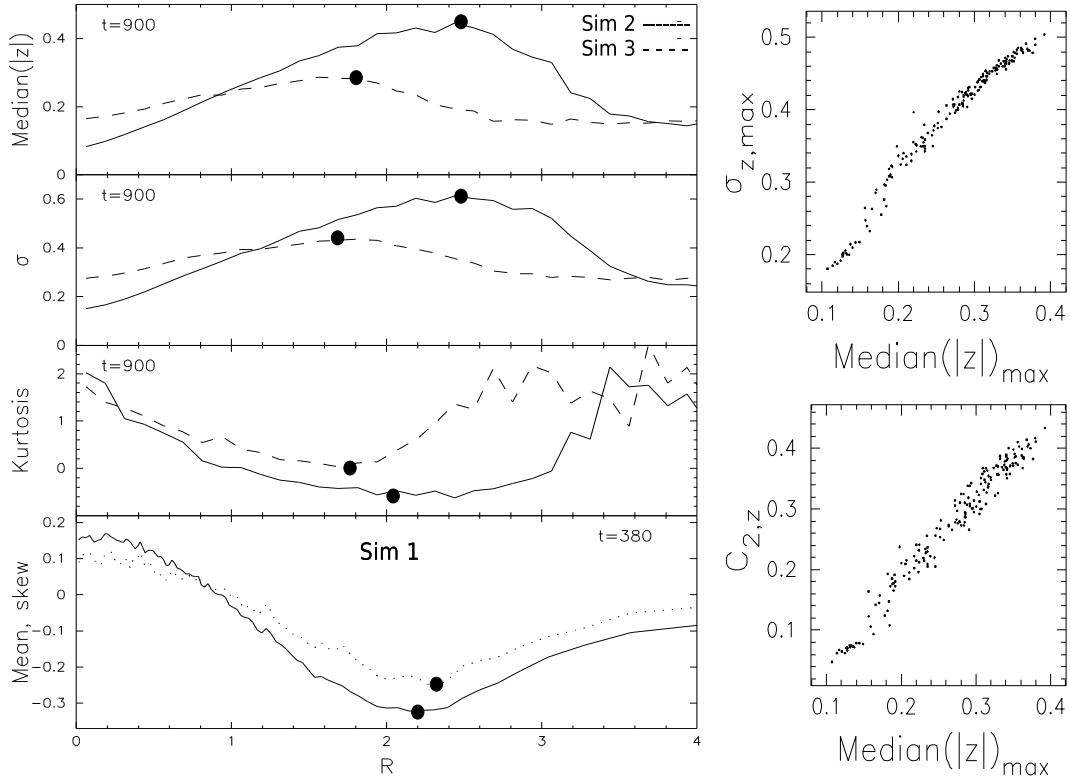 t=900
Sim 2
Sim 3
Median(|z|)
0.4
0.2
0
t=900
σ
0.6
0.4
0.2
0
t=900
Kurtosis
2
1
0
t=380
Sim 1
Mean, skew
0.2
0.1
0
−0.1
−0.2
−0.3
0 1 2 3 4
R
σz,max
0.5
0.4
0.3
0.2
0.1 0.2 0.3 0.4
Median(|z|)max
C2,z
0.4
0.3
0.2
0.1
0.1 0.2 0.3 0.4
Median(|z|)max